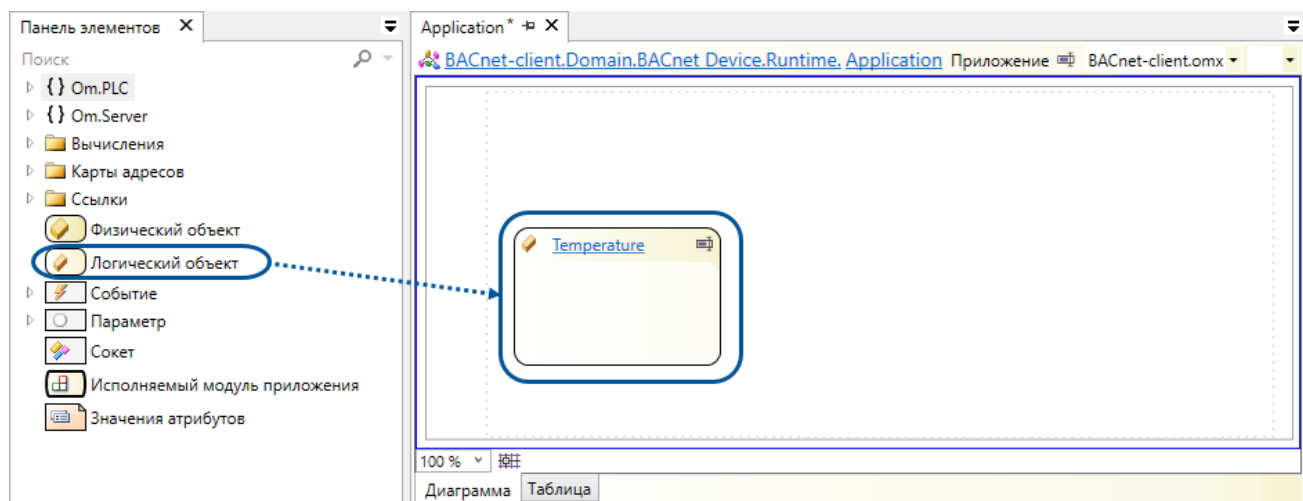 Панель элементов
Поиск
{ } Om.PLC
{ } Om.Server
Вычисления
Карты адресов
Ссылки
Физический объект
Логический объект
Событие
Параметр
Сокет
Исполняемый модуль приложения
Значения атрибутов
Application*
BACnet-client.Domain.BACnet Device.Runtime. Application Приложение BACnet-client.omx
Temperature
100 %
Диаграмма Таблица